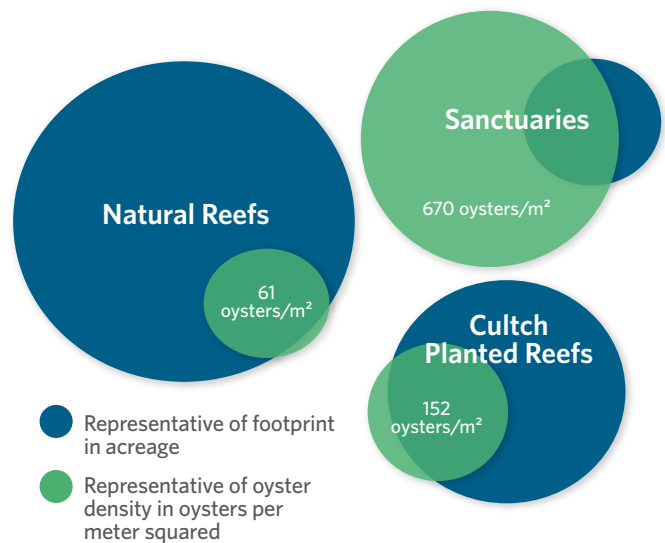 Natural Reefs
61
oysters/m²
Sanctuaries
670 oysters/m²
Cultch
Planted Reefs
152
oysters/m²
Representative of footprint
in acreage
Representative of oyster
density in oysters per
meter squared